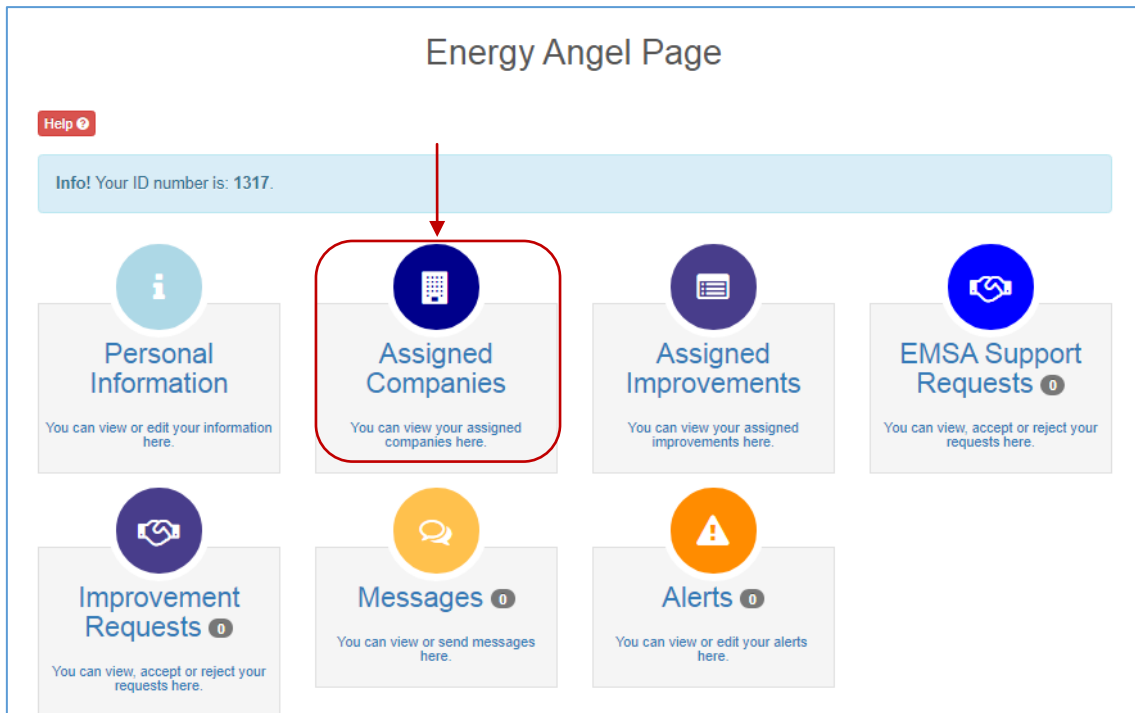 Energy Angel Page
Help
Info! Your ID number is: 1317.
Personal
Information
You can view or edit your information
here.
Assigned
Companies
You can view your assigned
companies here.
Assigned
Improvements
You can view your assigned
improvements here.
EMSA Support
Requests 0
You can view, accept or reject your
requests here.
Improvement
Requests 0
You can view, accept or reject your
requests here.
Messages 0
You can view or send messages
here.
Alerts 0
You can view or edit your alerts
here.